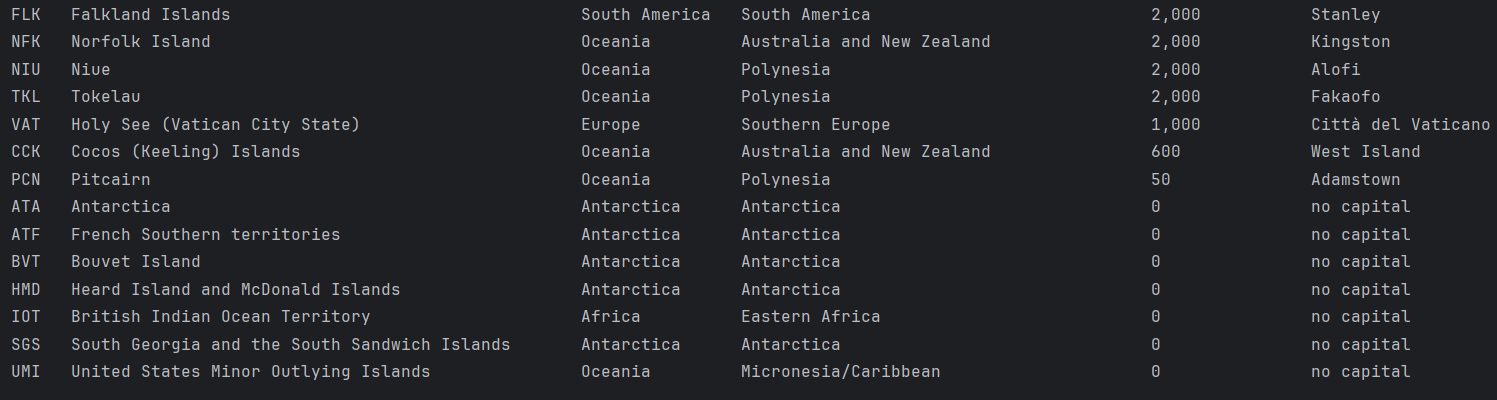 FLK   Falkland Islands   South America   South America   2,000   Stanley
NFK   Norfolk Island   Oceania   Australia and New Zealand   2,000   Kingston
NIU   Niue   Oceania   Polynesia   2,000   Alofi
TKL   Tokelau   Oceania   Polynesia   2,000   Fakaofo
VAT   Holy See (Vatican City State)   Europe   Southern Europe   1,000   Città del Vaticano
CCK   Cocos (Keeling) Islands   Oceania   Australia and New Zealand   600   West Island
PCN   Pitcairn   Oceania   Polynesia   50   Adamstown
ATA   Antarctica   Antarctica   Antarctica   0   no capital
ATF   French Southern territories   Antarctica   Antarctica   0   no capital
BVT   Bouvet Island   Antarctica   Antarctica   0   no capital
HMD   Heard Island and McDonald Islands   Antarctica   Antarctica   0   no capital
IOT   British Indian Ocean Territory   Africa   Eastern Africa   0   no capital
SGS   South Georgia and the South Sandwich Islands   Antarctica   Antarctica   0   no capital
UMI   United States Minor Outlying Islands   Oceania   Micronesia/Caribbean   0   no capital